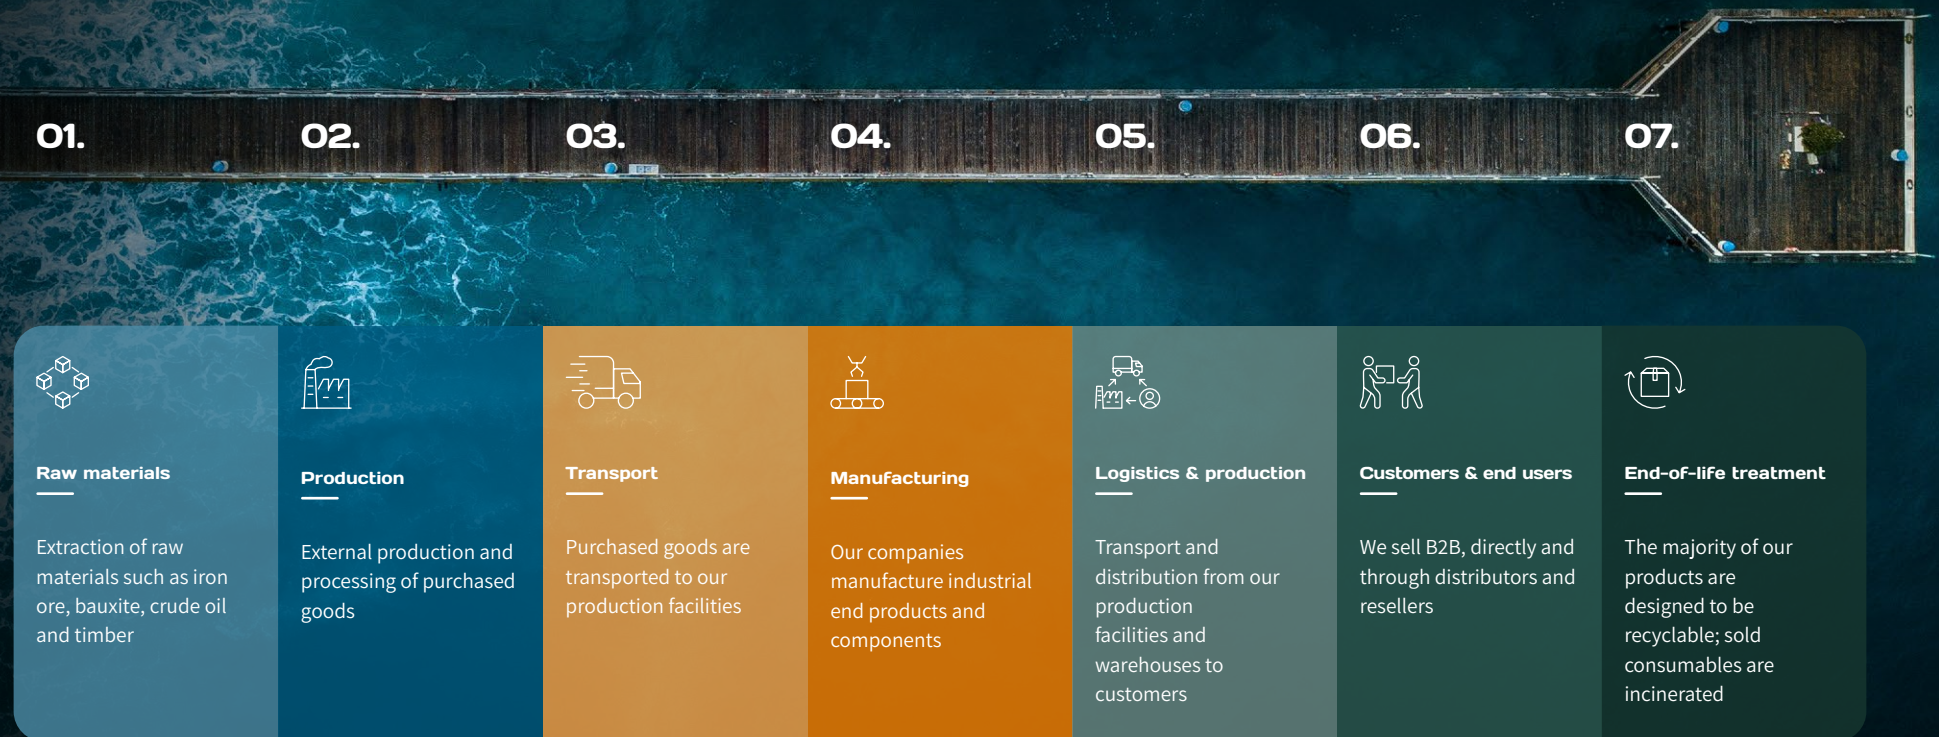 01.
02.
03.
04.
05.
06.
07.
Raw materials
Extraction of raw
materials such as iron
ore, bauxite, crude oil
and timber
Production
External production and
processing of purchased
goods
Transport
Purchased goods are
transported to our
production facilities
Manufacturing
Our companies
manufacture industrial
end products and
components
Logistics & production
Transport and
distribution from our
production
facilities and
warehouses to
customers
Customers & end users
We sell B2B, directly and
through distributors and
resellers
End-of-life treatment
The majority of our
products are
designed to be
recyclable; sold
consumables are
incinerated